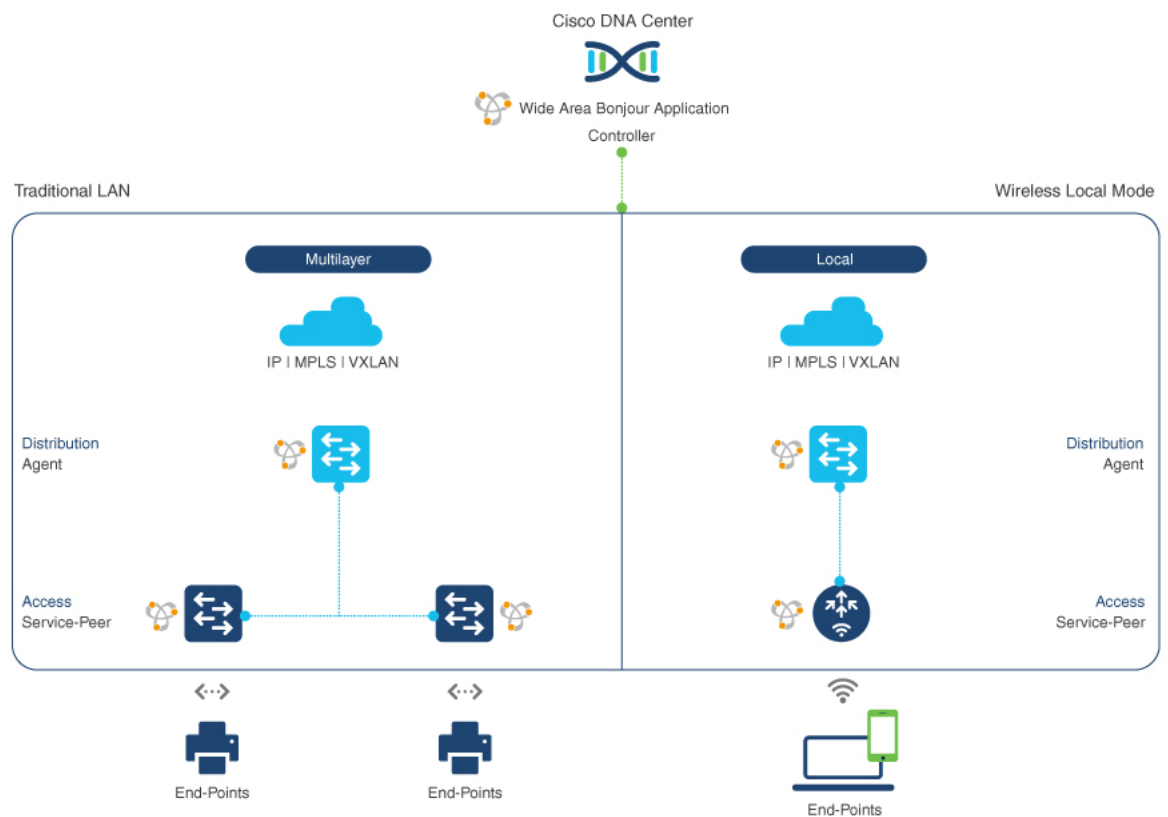 Cisco DNA Center
Wide Area Bonjour Application
Controller
Traditional LAN
Wireless Local Mode
Multilayer
Local
IP | MPLS | VXLAN
IP | MPLS | VXLAN
Distribution
Agent
Distribution
Agent
Access
Service-Peer
Access
Service-Peer
End-Points
End-Points
End-Points